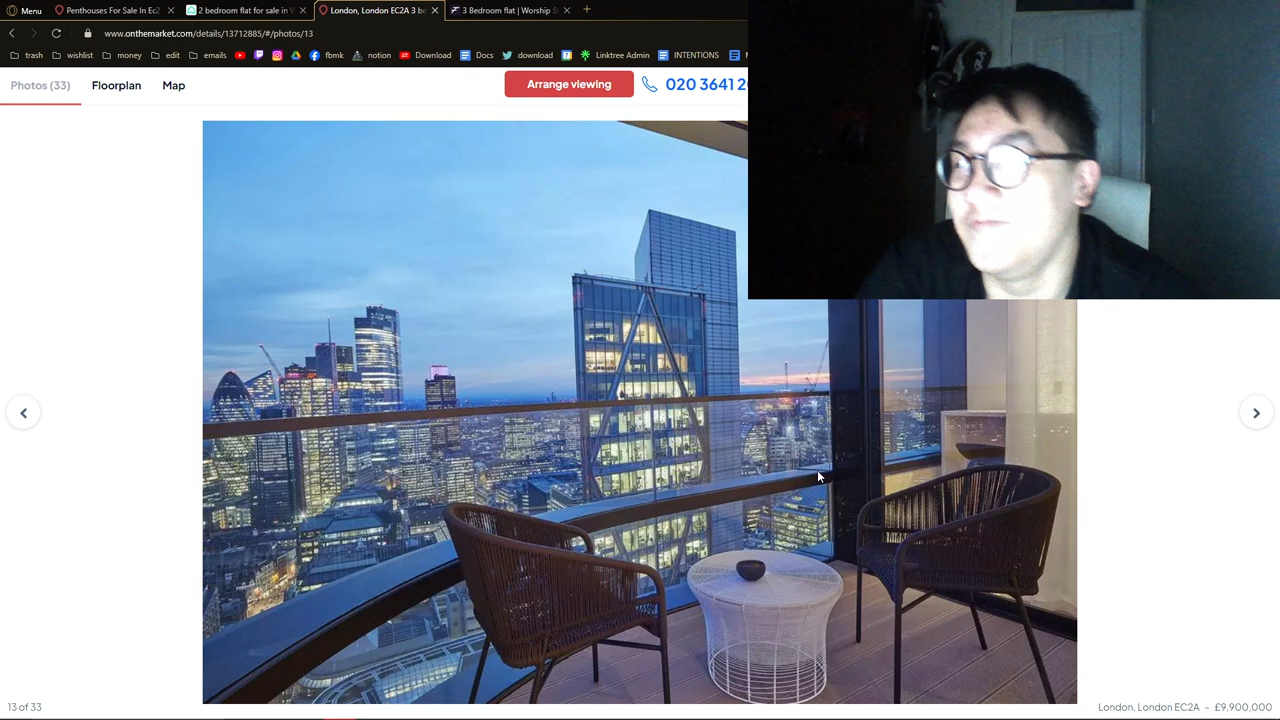 Menu
Penthouses For Sale In Ec2
2 bedroom flat for sale in
London, London EC2A 3 be
3 Bedroom flat | Worship S
www.onthemarket.com/details/13712885/#/photos/13
trash wishlist money edit emails fbmk notion Download Docs download Linktree Admin INTENTIONS
Photos (33) Floorplan Map Arrange viewing 020 3641 2
13 of 33
London, London EC2A - £9,900,000